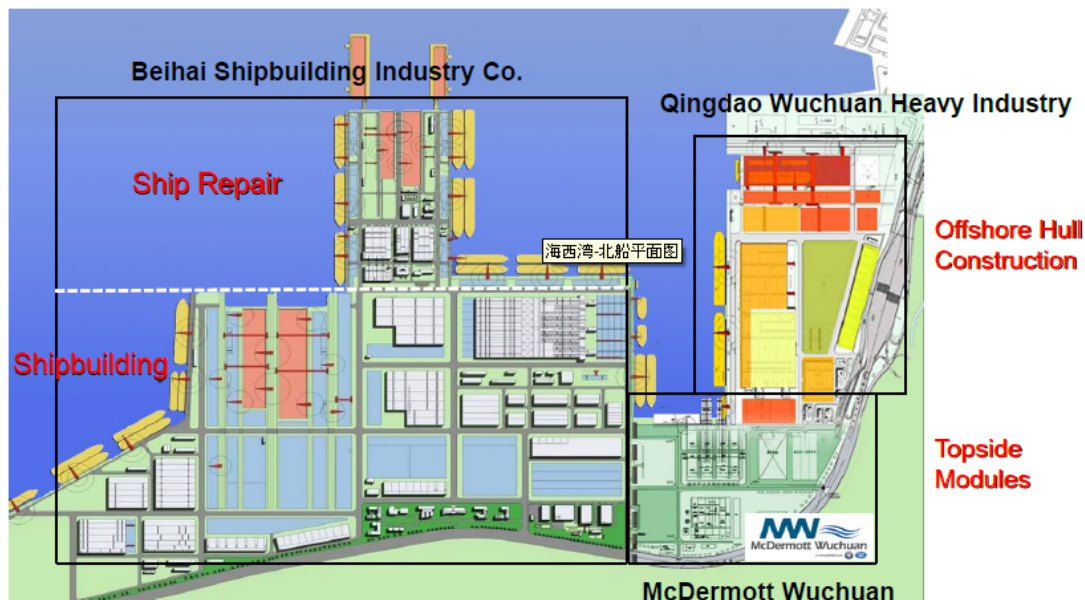 Beihai Shipbuilding Industry Co.
Qingdao Wuchuan Heavy Industry
Ship Repair
海西湾-北船平面图
Offshore Hull
Construction
Shipbuilding
Topside
Modules
MW
McDermott Wuchuan
McDermott Wuchuan